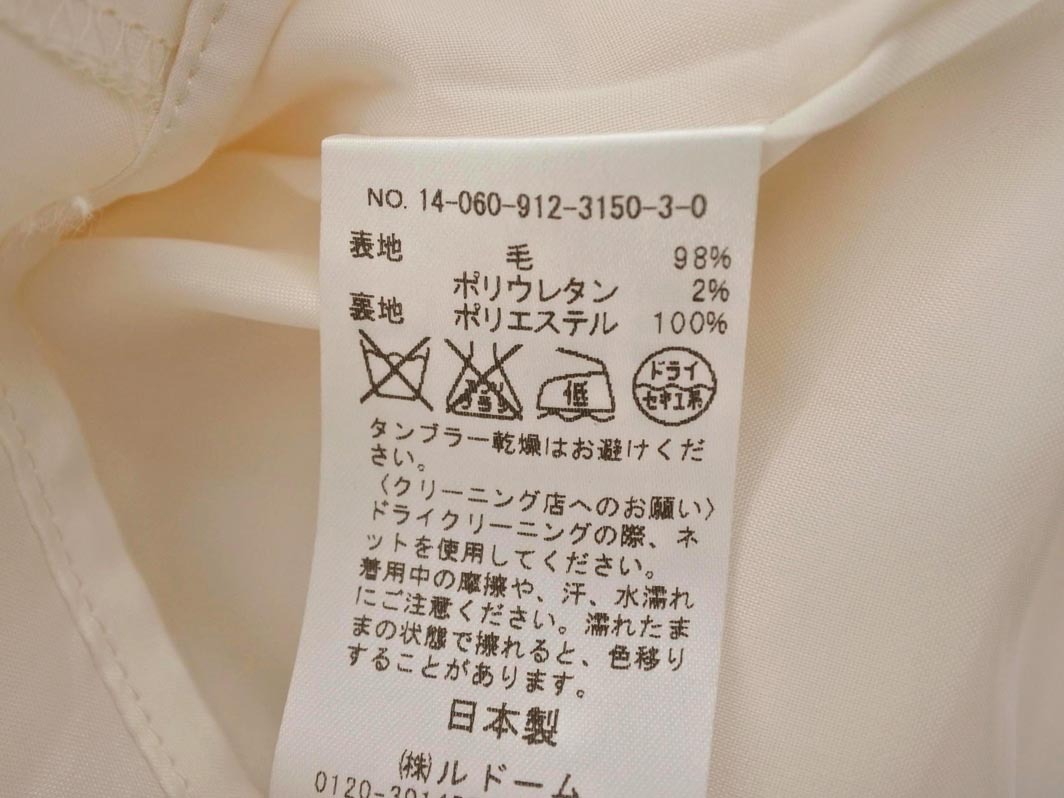 NO. 14-060-912-3150-3-0
表地 毛 98%
ポリウレタン 2%
裏地 ポリエステル 100%
エンソ サラシ 低 ドライ
セキユ系
タンブラー乾燥はお避けくだ
さい。
〈クリーニング店へのお願い〉
ドライクリーニングの際、ネ
ットを使用してください。
着用中の摩擦や、汗、水濡れ
にご注意ください。濡れたま
まの状態で擦れると、色移り
することがあります。
日本製
(株)ルドーム